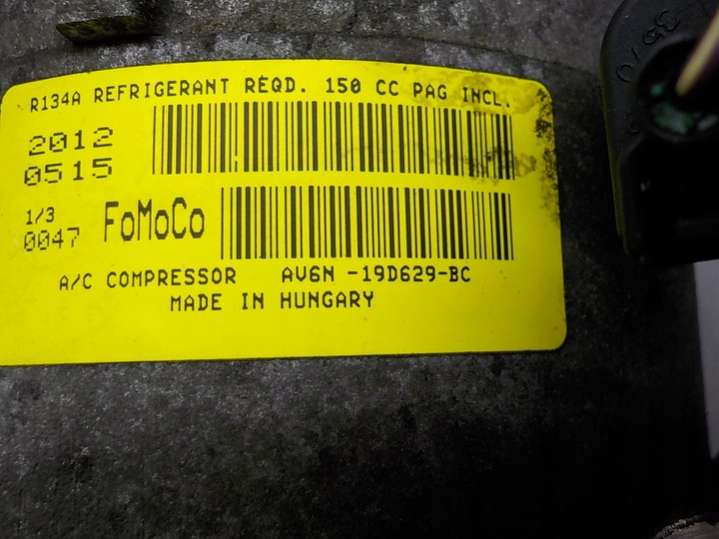 R134A REFRIGERANT REQD. 150 CC PAG INCL.
2012
0515
1/3
0047 FoMoCo
A/C COMPRESSOR AV6N -19D629-BC
MADE IN HUNGARY